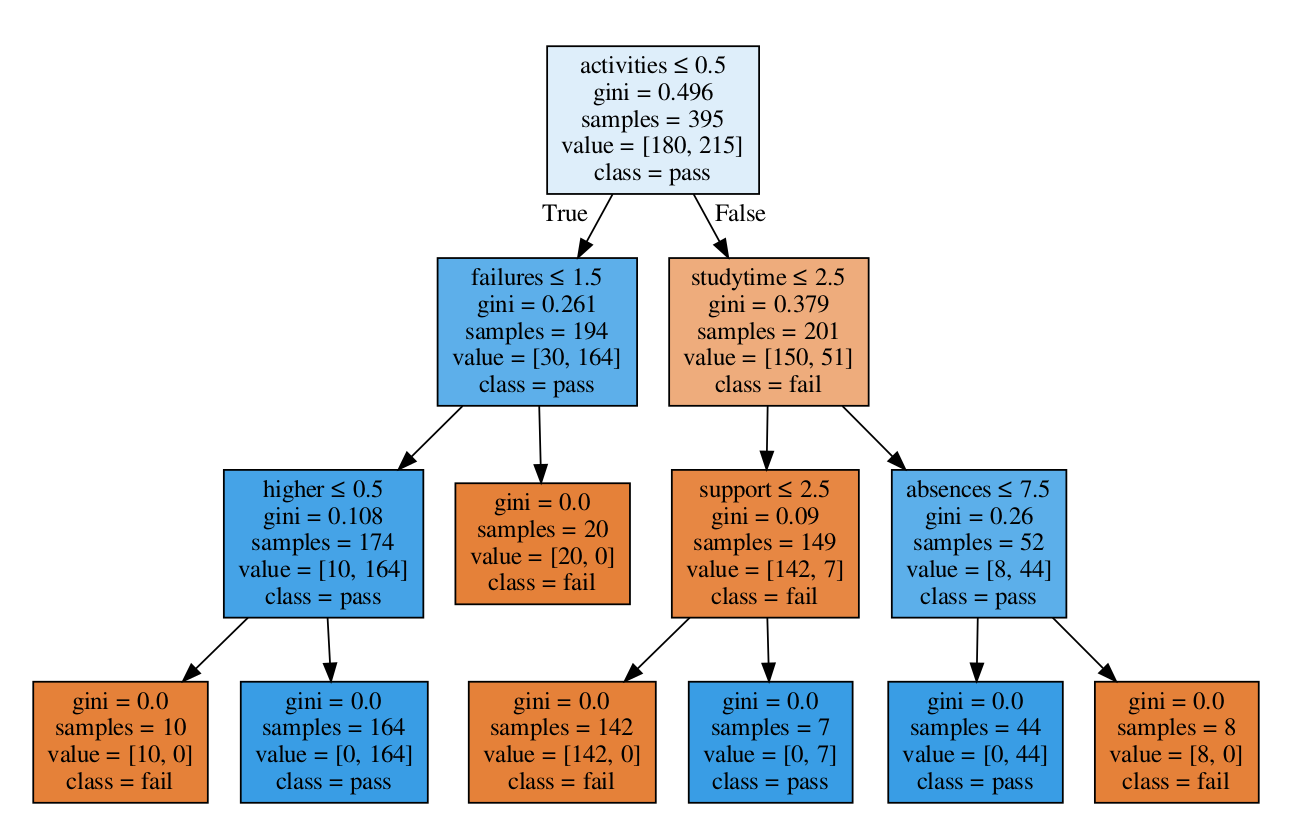 activities ≤ 0.5
gini = 0.496
samples = 395
value = [180, 215]
class = pass
True
False
failures ≤ 1.5
gini = 0.261
samples = 194
value = [30, 164]
class = pass
studytime ≤ 2.5
gini = 0.379
samples = 201
value = [150, 51]
class = fail
higher ≤ 0.5
gini = 0.108
samples = 174
value = [10, 164]
class = pass
gini = 0.0
samples = 20
value = [20, 0]
class = fail
support ≤ 2.5
gini = 0.09
samples = 149
value = [142, 7]
class = fail
absences ≤ 7.5
gini = 0.26
samples = 52
value = [8, 44]
class = pass
gini = 0.0
samples = 10
value = [10, 0]
class = fail
gini = 0.0
samples = 164
value = [0, 164]
class = pass
gini = 0.0
samples = 142
value = [142, 0]
class = fail
gini = 0.0
samples = 7
value = [0, 7]
class = pass
gini = 0.0
samples = 44
value = [0, 44]
class = pass
gini = 0.0
samples = 8
value = [8, 0]
class = fail